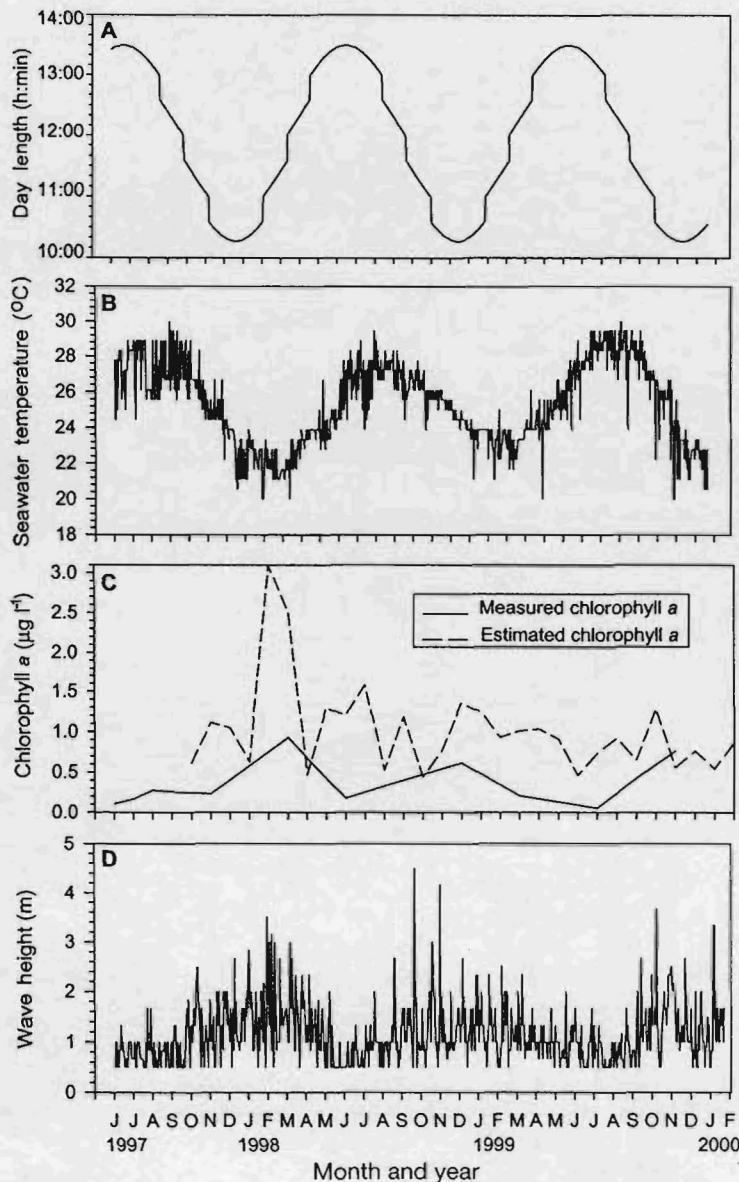 A
14:00
13:00
12:00
11:00
10:00
Day length (h:min)
B
32
30
28
26
24
22
20
18
Seawater temperature (°C)
C
3.0
2.5
2.0
1.5
1.0
0.5
0.0
Chlorophyll a (µg l⁻¹)
Measured chlorophyll a
Estimated chlorophyll a
D
5
4
3
2
1
0
Wave height (m)
J J A S O N D J F M A M J J A S O N D J F M A M J J A S O N D J F
1997 1998 1999 2000
Month and year